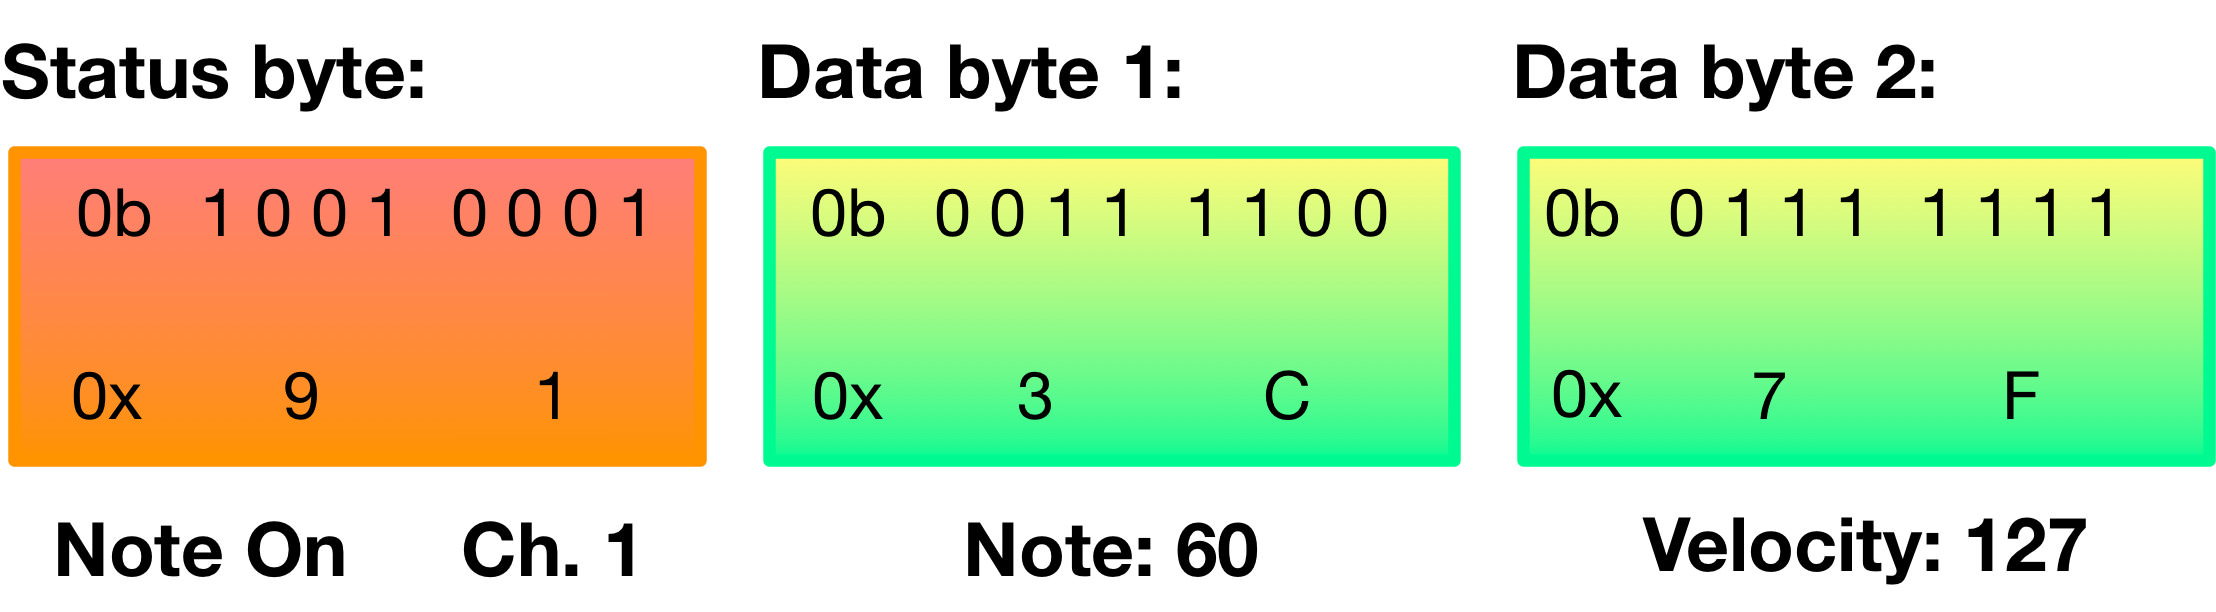 Status byte:
0b 1 0 0 1 0 0 0 1
0x 9 1
Note On Ch. 1
Data byte 1:
0b 0 0 1 1 1 1 0 0
0x 3 C
Note: 60
Data byte 2:
0b 0 1 1 1 1 1 1 1
0x 7 F
Velocity: 127